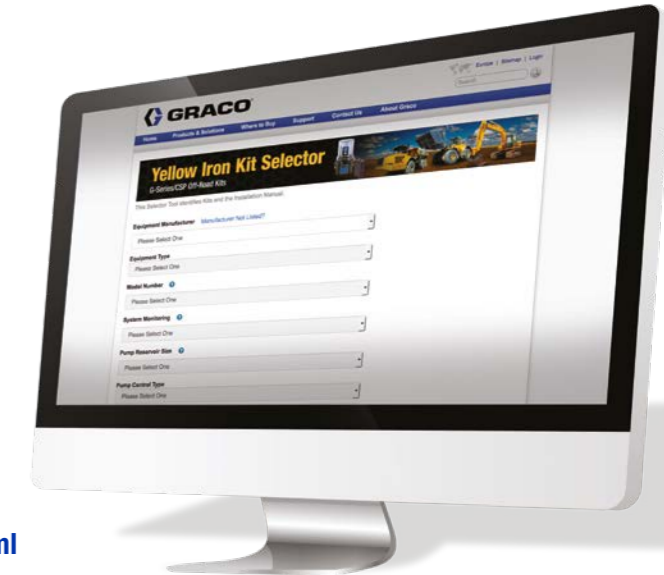 Europe | Sitemap | Login
Search
GRACO
Home Products & Solutions Where to Buy Support Contact Us About Graco
Yellow Iron Kit Selector
G-Series/CSP Off-Road Kits
This Selector Tool identifies Kits and the Installation Manual.
Equipment Manufacturer Manufacturer Not Listed?
Please Select One
Equipment Type
Please Select One
Model Number
Please Select One
System Monitoring
Please Select One
Pump Reservoir Size
Please Select One
Pump Control Type
Please Select One
ml